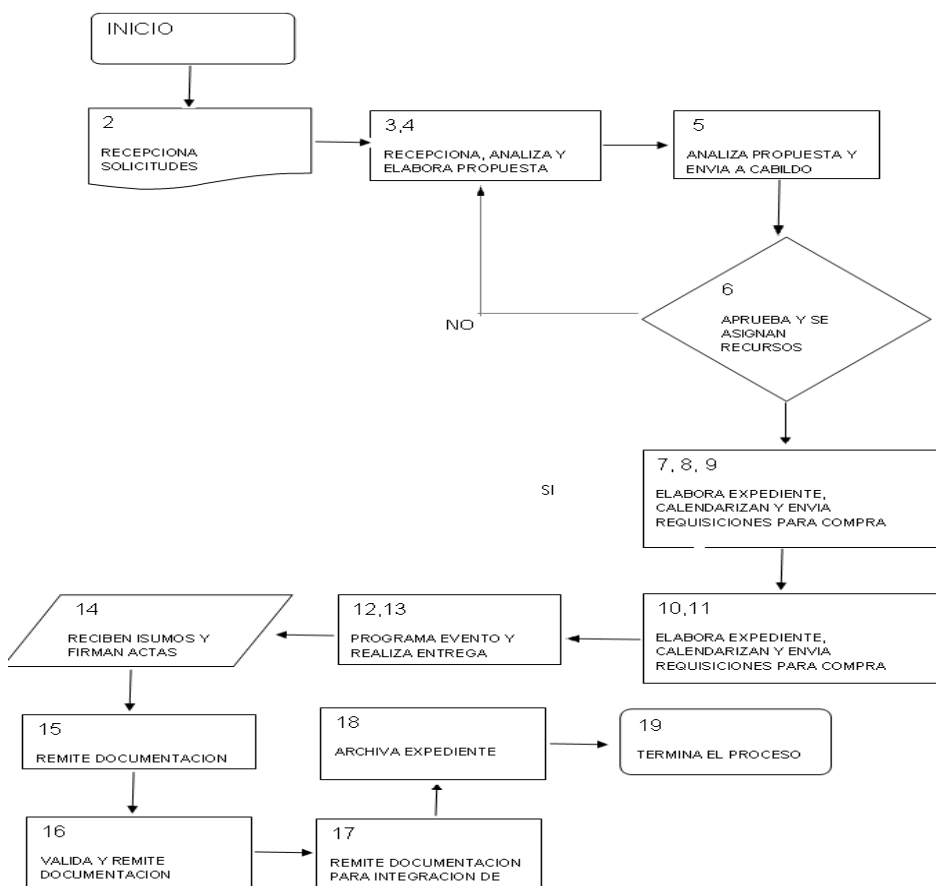 INICIO
2
RECEPCIONA
SOLICITUDES
3,4
RECEPCIONA, ANALIZA Y
ELABORA PROPUESTA
5
ANALIZA PROPUESTA Y
ENVIA A CABILDO
6
APRUEBA Y SE
ASIGNAN
RECURSOS
NO
7, 8, 9
ELABORA EXPEDIENTE,
CALENDARIZAN Y ENVIA
REQUISICIONES PARA COMPRA
SI
10,11
ELABORA EXPEDIENTE,
CALENDARIZAN Y ENVIA
REQUISICIONES PARA COMPRA
12,13
PROGRAMA EVENTO Y
REALIZA ENTREGA
14
RECIBEN ISUMOS Y
FIRMAN ACTAS
15
REMITE DOCUMENTACION
16
VALIDA Y REMITE
DOCUMENTACION
17
REMITE DOCUMENTACION
PARA INTEGRACION DE
18
ARCHIVA EXPEDIENTE
19
TERMINA EL PROCESO